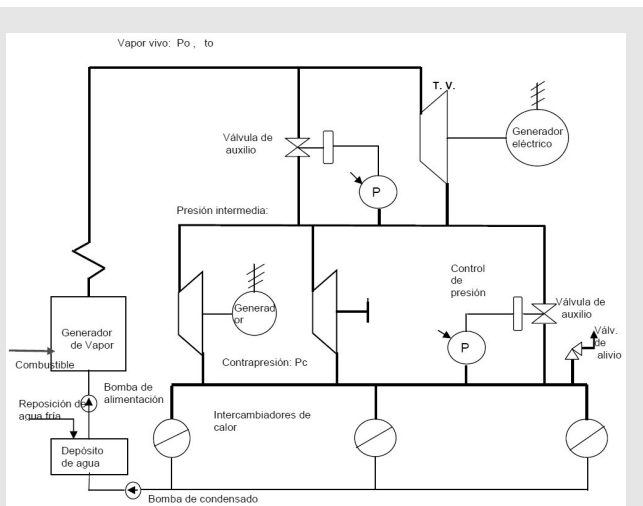 Vapor vivo: Po , to
T. V.
Válvula de
auxilio
Generador
eléctrico
P
Presión intermedia:
Control
de
presión
Generad
or
Válvula de
auxilio
Generador
de Vapor
P
Válv.
de
alivio
Combustible
Contrapresión: Pc
Bomba de
alimentación
Reposición de
agua fría
Intercambiadores de
calor
Depósito
de agua
Bomba de condensado